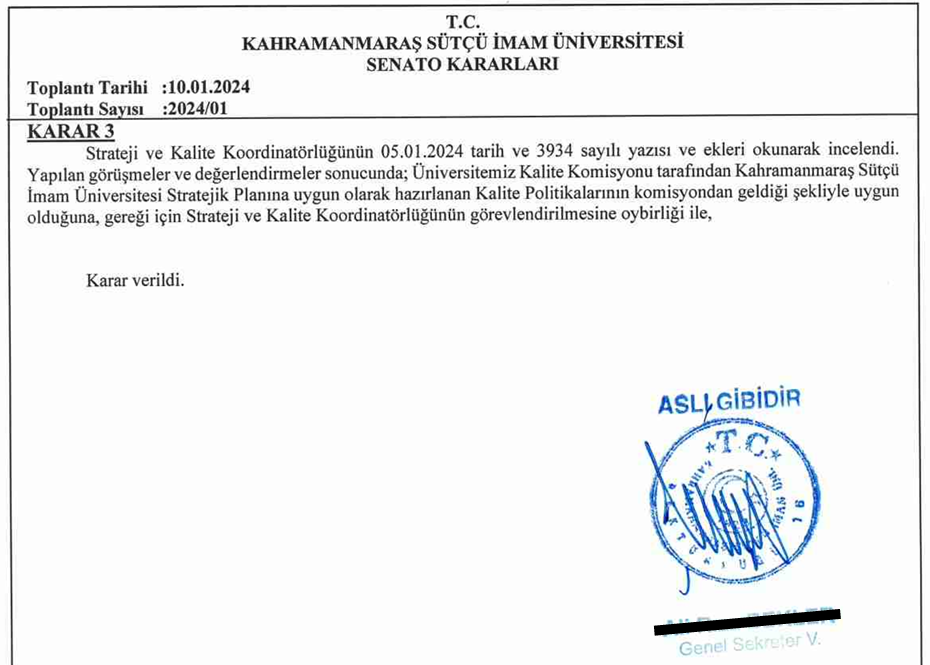 T.C.
KAHRAMANMARAŞ SÜTÇÜ İMAM ÜNİVERSİTESİ
SENATO KARARLARI
Toplantı Tarihi :10.01.2024
Toplantı Sayısı :2024/01
KARAR 3
Strateji ve Kalite Koordinatörlüğünün 05.01.2024 tarih ve 3934 sayılı yazısı ve ekleri okunarak incelendi.
Yapılan görüşmeler ve değerlendirmeler sonucunda; Üniversitemiz Kalite Komisyonu tarafından Kahramanmaraş Sütçü
İmam Üniversitesi Stratejik Planına uygun olarak hazırlanan Kalite Politikalarının komisyondan geldiği şekliyle uygun
olduğuna, gereği için Strateji ve Kalite Koordinatörlüğünün görevlendirilmesine oybirliği ile,
Karar verildi.
ASLI GİBİDİR
T.C.
Genel Sekreter V.